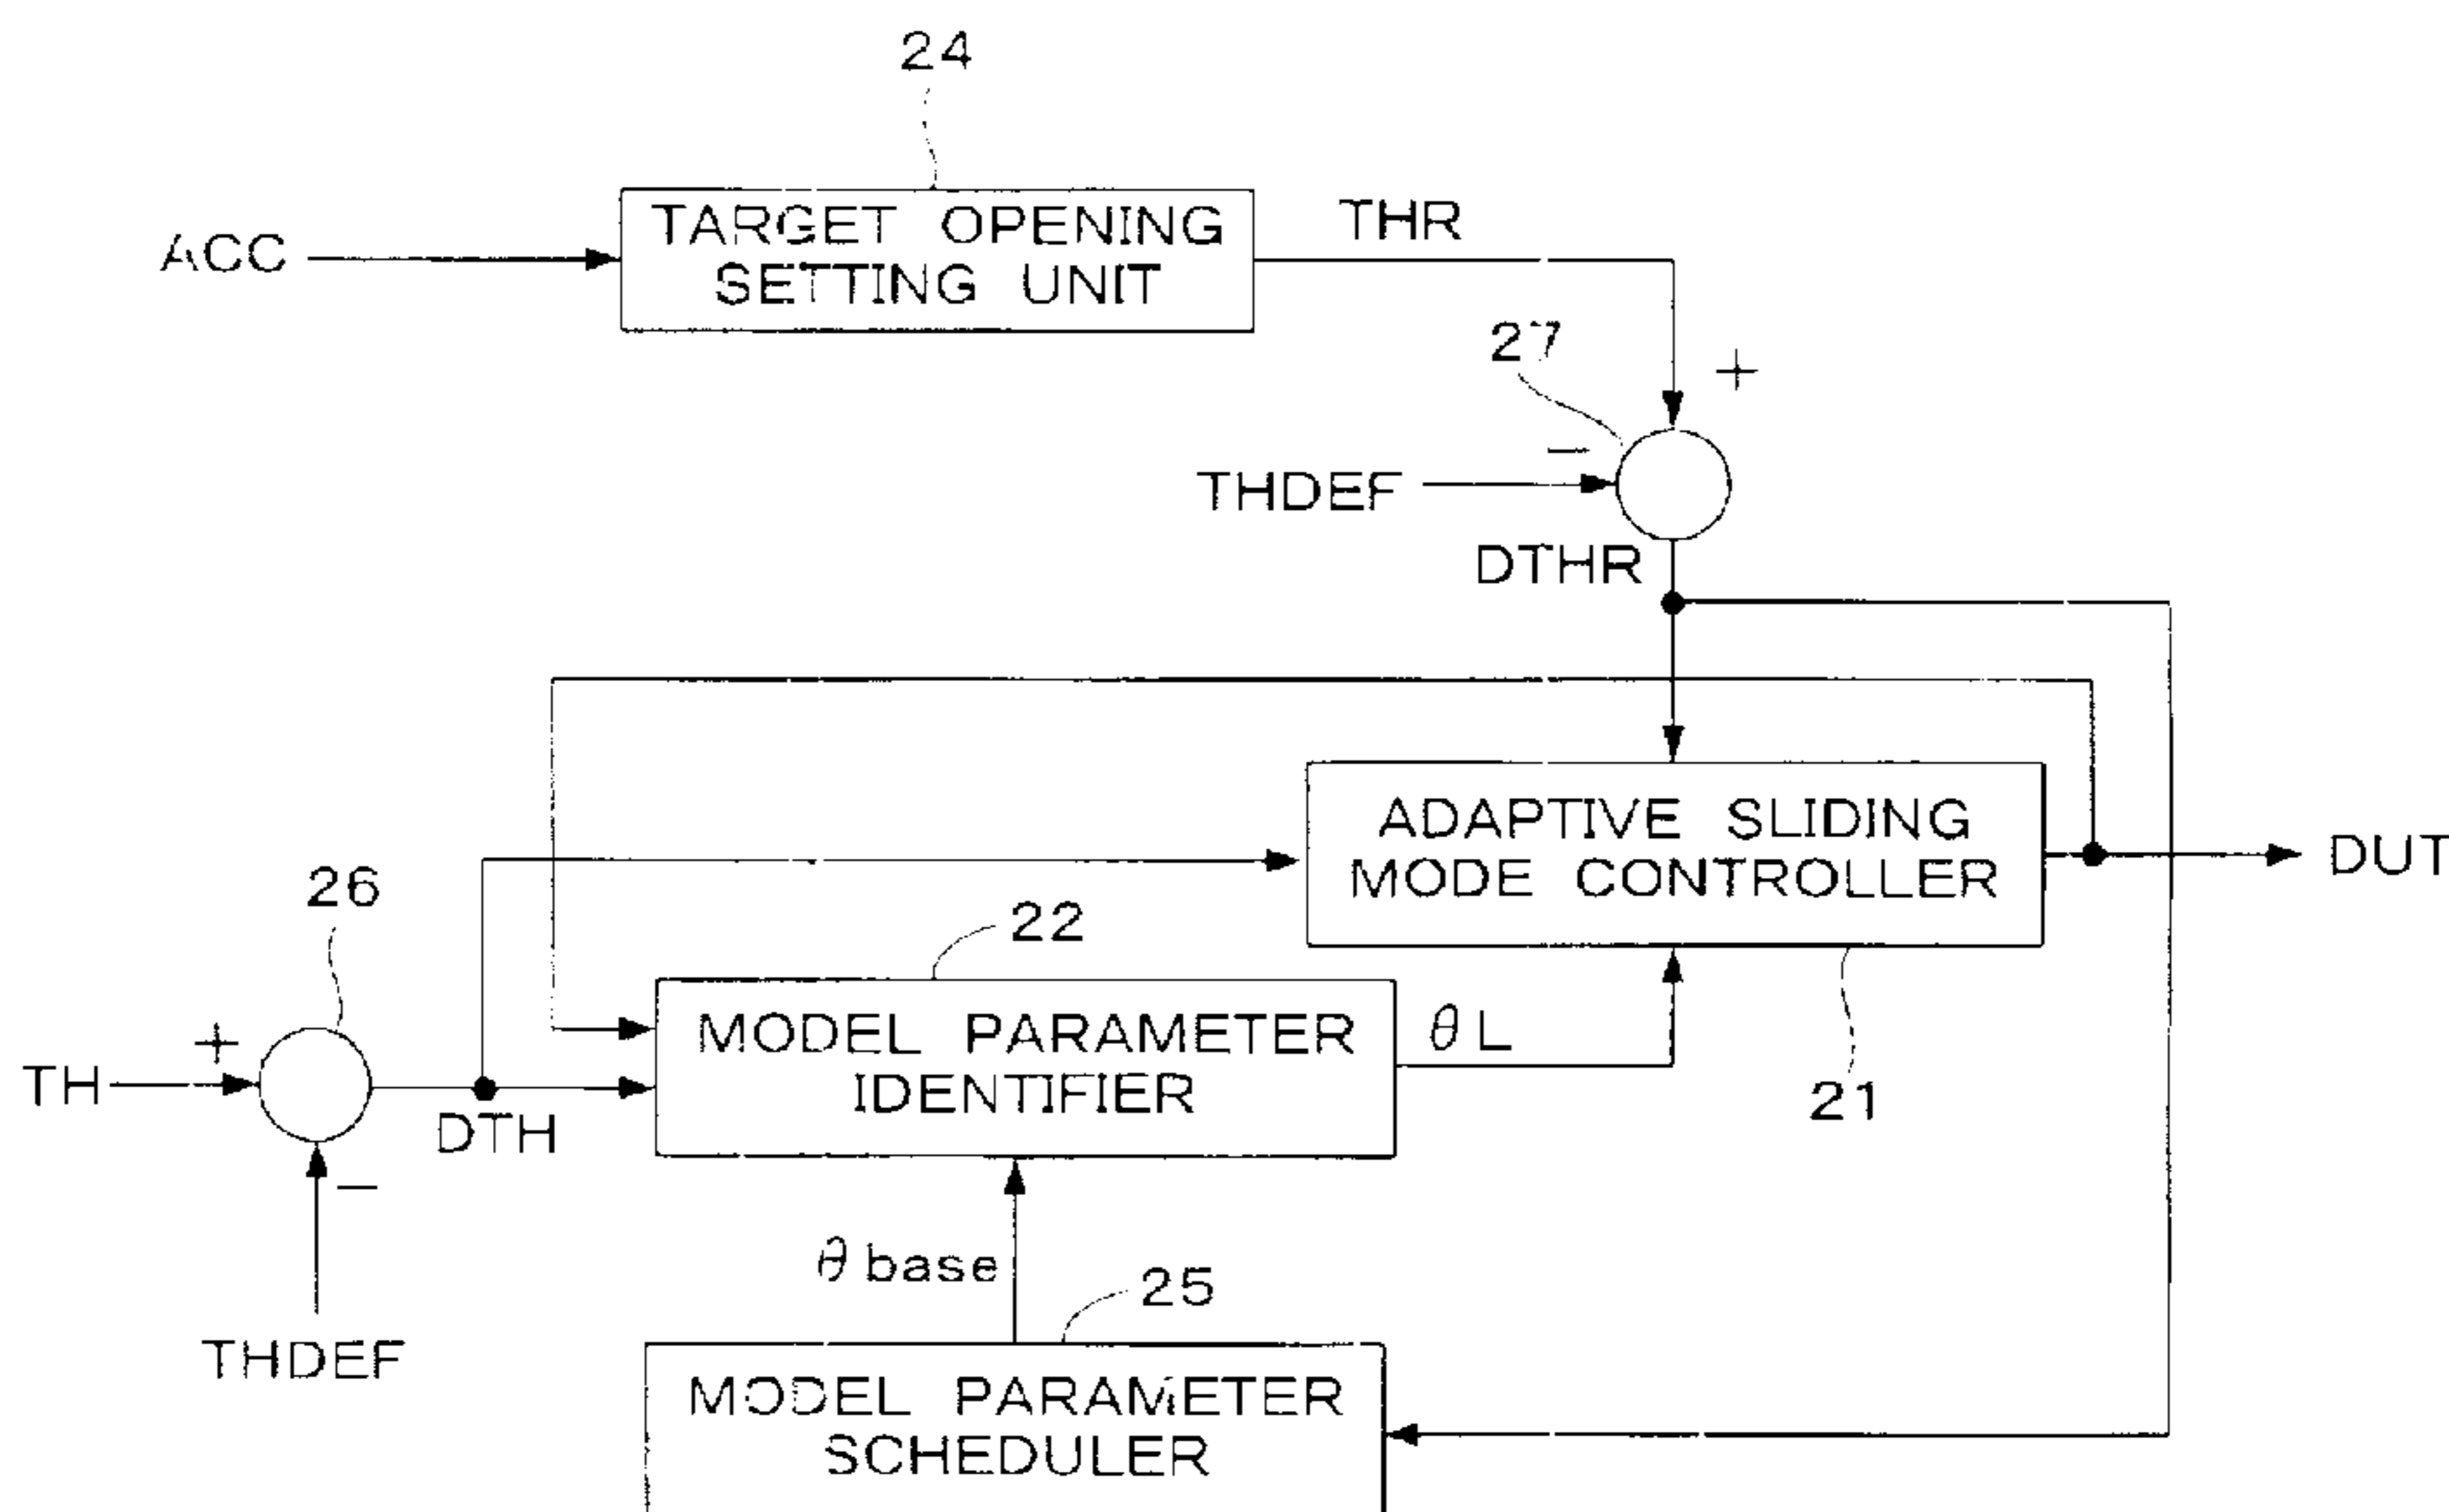 24
TARGET OPENING
SETTING UNIT
ACC
THR
27
+
−
THDEF
DTHR
ADAPTIVE SLIDING
MODE CONTROLLER
DUT
26
22
MODEL PARAMETER
IDENTIFIER
θL
21
+
TH
DTH
−
θbase
25
THDEF
MODEL PARAMETER
SCHEDULER